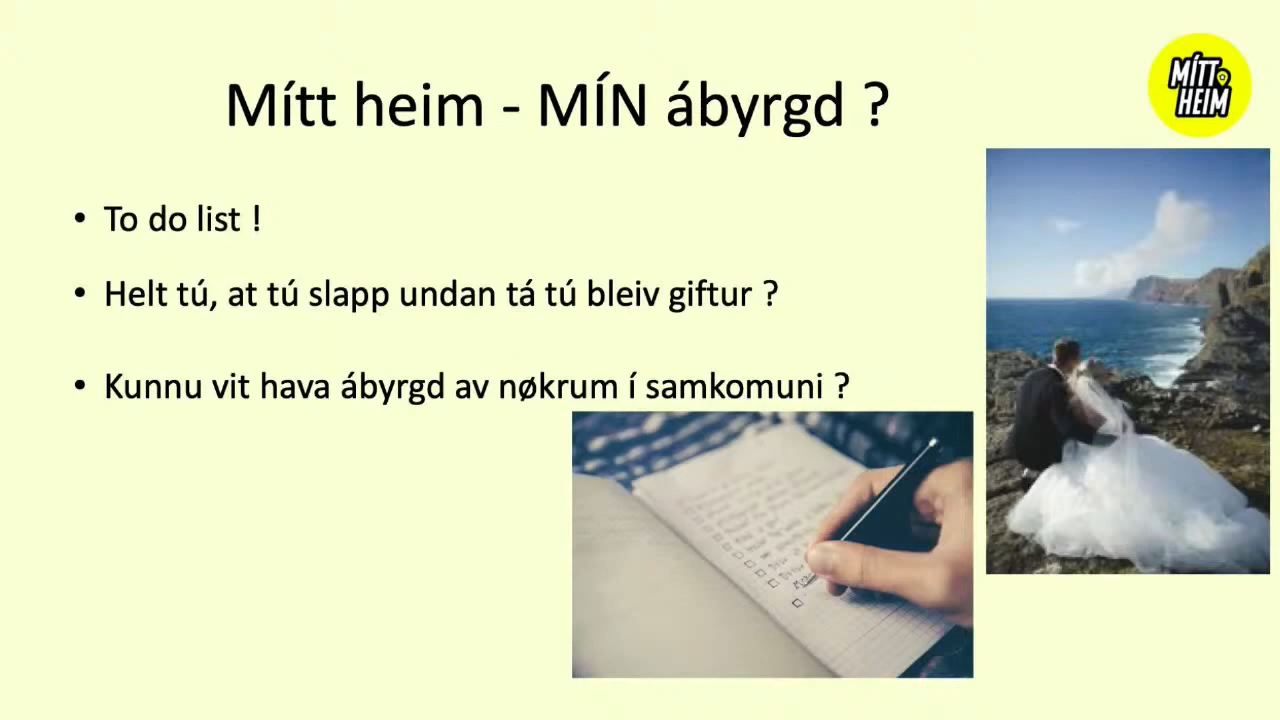 Mítt heim - MÍN ábyrgd ?
MÍTT
HEIM
• To do list !
• Helt tú, at tú slapp undan tá tú bleiv giftur ?
• Kunnu vit hava ábyrgd av nøkrum í samkomuni ?